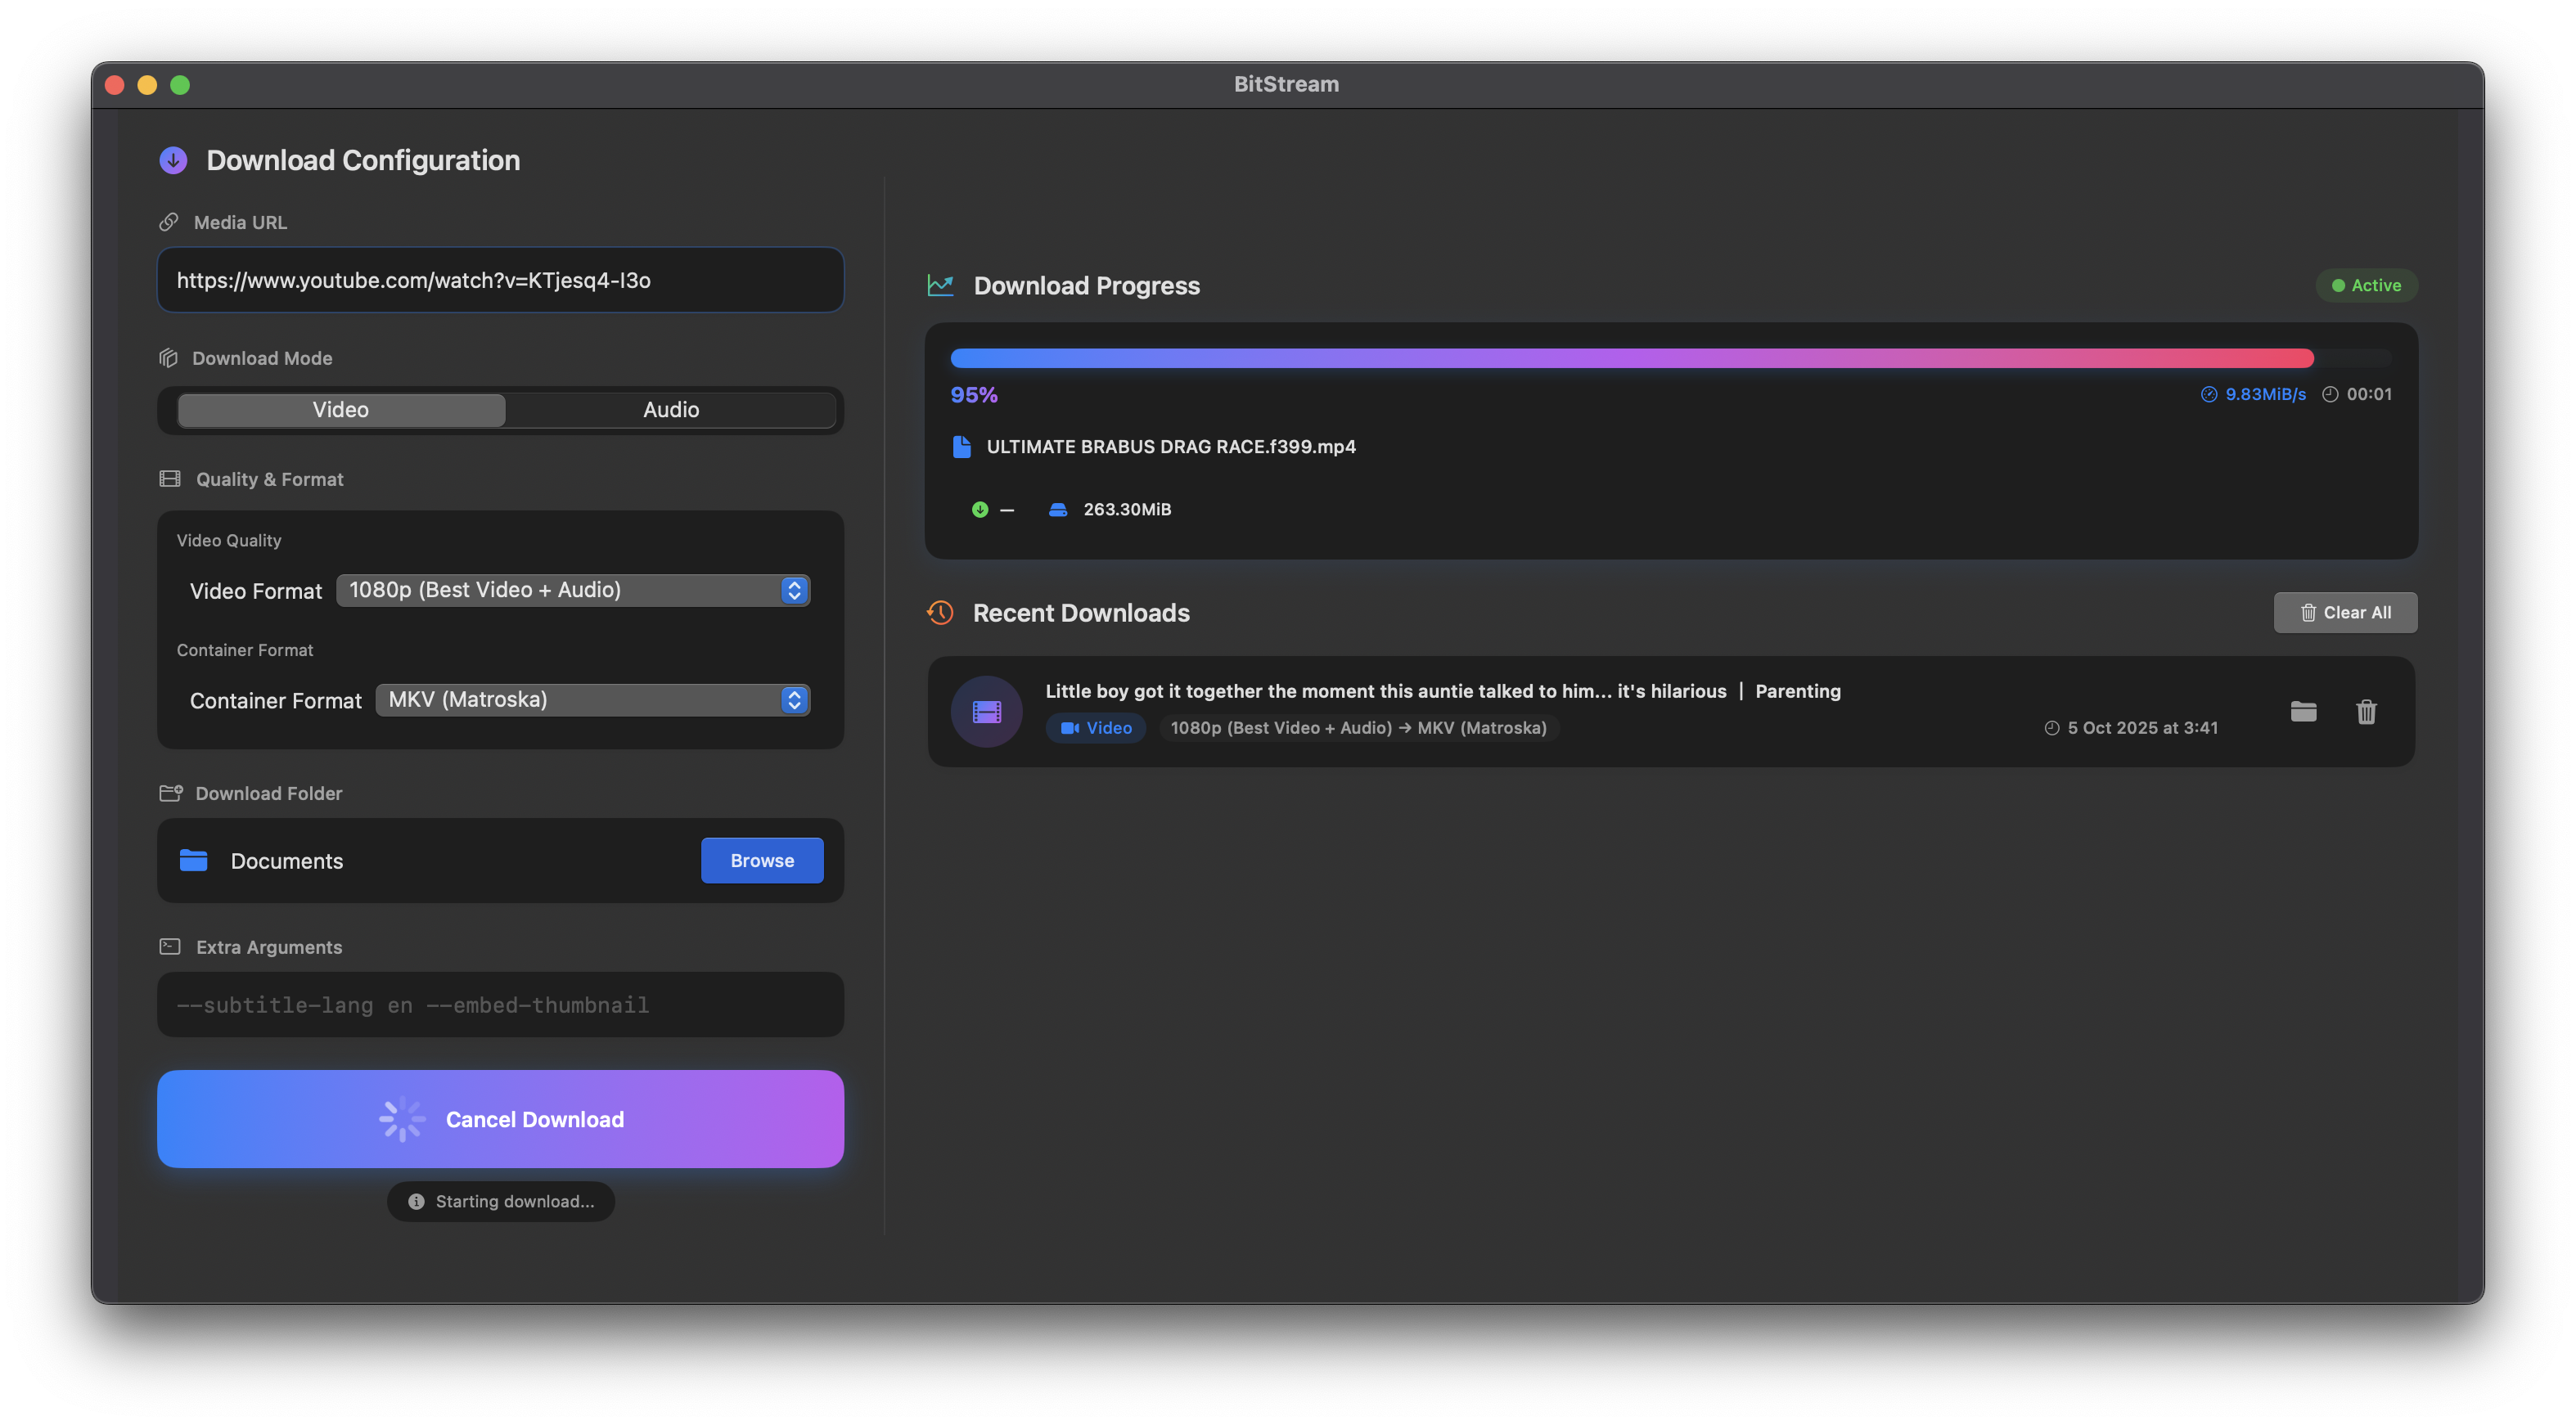 BitStream
Download Configuration
Media URL
https://www.youtube.com/watch?v=KTjesq4-I3o
Download Mode
Video
Audio
Quality & Format
Video Quality
Video Format
1080p (Best Video + Audio)
Container Format
Container Format
MKV (Matroska)
Download Folder
Documents
Browse
Extra Arguments
--subtitle-lang en --embed-thumbnail
Cancel Download
Starting download...
Download Progress
Active
95%
9.83MiB/s
00:01
ULTIMATE BRABUS DRAG RACE.f399.mp4
—
263.30MiB
Recent Downloads
Clear All
Little boy got it together the moment this auntie talked to him... it's hilarious | Parenting
Video
1080p (Best Video + Audio) → MKV (Matroska)
5 Oct 2025 at 3:41